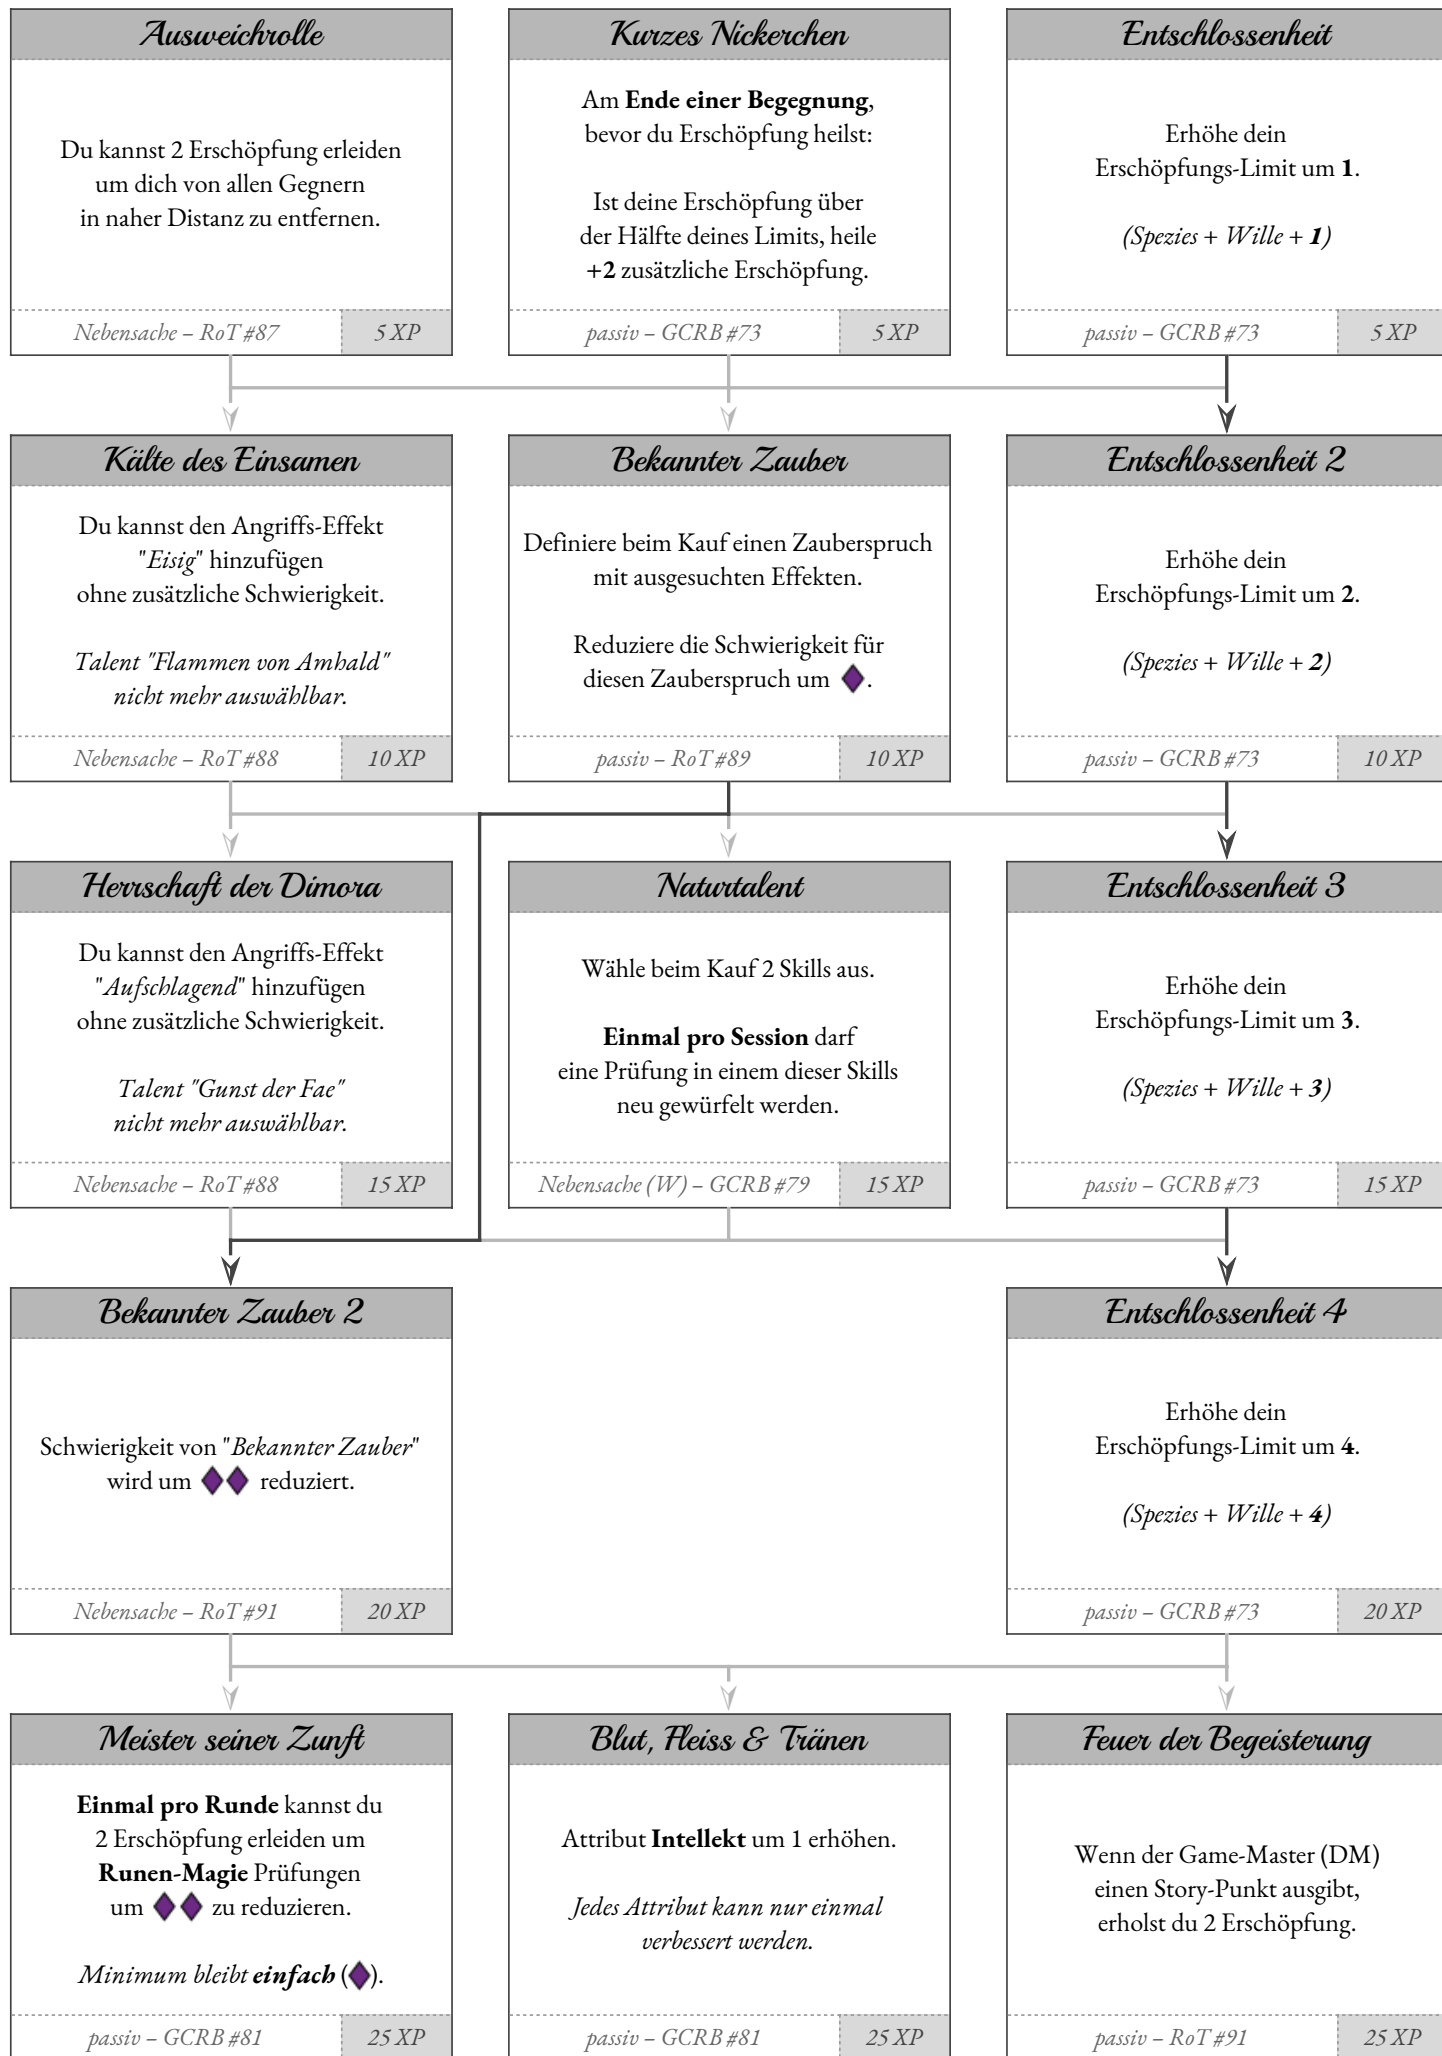 Ausweichrolle
Du kannst 2 Erschöpfung erleiden
um dich von allen Gegnern
in naher Distanz zu entfernen.
Nebensache – RoT #87
5 XP
Kurzes Nickerchen
Am Ende einer Begegnung,
bevor du Erschöpfung heilst:
Ist deine Erschöpfung über
der Hälfte deines Limits, heile
+2 zusätzliche Erschöpfung.
passiv – GCRB #73
5 XP
Entschlossenheit
Erhöhe dein
Erschöpfungs-Limit um 1.
(Spezies + Wille + 1)
passiv – GCRB #73
5 XP
Kälte des Einsamen
Du kannst den Angriffs-Effekt
"Eisig" hinzufügen
ohne zusätzliche Schwierigkeit.
Talent "Flammen von Amhald"
nicht mehr auswählbar.
Nebensache – RoT #88
10 XP
Bekannter Zauber
Definiere beim Kauf einen Zauberspruch
mit ausgesuchten Effekten.
Reduziere die Schwierigkeit für
diesen Zauberspruch um ♦.
passiv – RoT #89
10 XP
Entschlossenheit 2
Erhöhe dein
Erschöpfungs-Limit um 2.
(Spezies + Wille + 2)
passiv – GCRB #73
10 XP
Herrschaft der Dimora
Du kannst den Angriffs-Effekt
"Aufschlagend" hinzufügen
ohne zusätzliche Schwierigkeit.
Talent "Gunst der Fae"
nicht mehr auswählbar.
Nebensache – RoT #88
15 XP
Naturtalent
Wähle beim Kauf 2 Skills aus.
Einmal pro Session darf
eine Prüfung in einem dieser Skills
neu gewürfelt werden.
Nebensache (W) – GCRB #79
15 XP
Entschlossenheit 3
Erhöhe dein
Erschöpfungs-Limit um 3.
(Spezies + Wille + 3)
passiv – GCRB #73
15 XP
Bekannter Zauber 2
Schwierigkeit von "Bekannter Zauber"
wird um ♦♦ reduziert.
Nebensache – RoT #91
20 XP
Entschlossenheit 4
Erhöhe dein
Erschöpfungs-Limit um 4.
(Spezies + Wille + 4)
passiv – GCRB #73
20 XP
Meister seiner Zunft
Einmal pro Runde kannst du
2 Erschöpfung erleiden um
Runen-Magie Prüfungen
um ♦♦ zu reduzieren.
Minimum bleibt einfach (♦).
passiv – GCRB #81
25 XP
Blut, Fleiss & Tränen
Attribut Intellekt um 1 erhöhen.
Jedes Attribut kann nur einmal
verbessert werden.
passiv – GCRB #81
25 XP
Feuer der Begeisterung
Wenn der Game-Master (DM)
einen Story-Punkt ausgibt,
erholst du 2 Erschöpfung.
passiv – RoT #91
25 XP